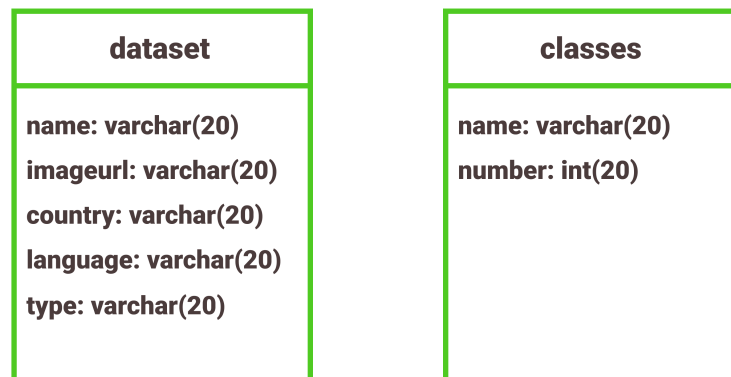 dataset
name: varchar(20)
imageurl: varchar(20)
country: varchar(20)
language: varchar(20)
type: varchar(20)
classes
name: varchar(20)
number: int(20)